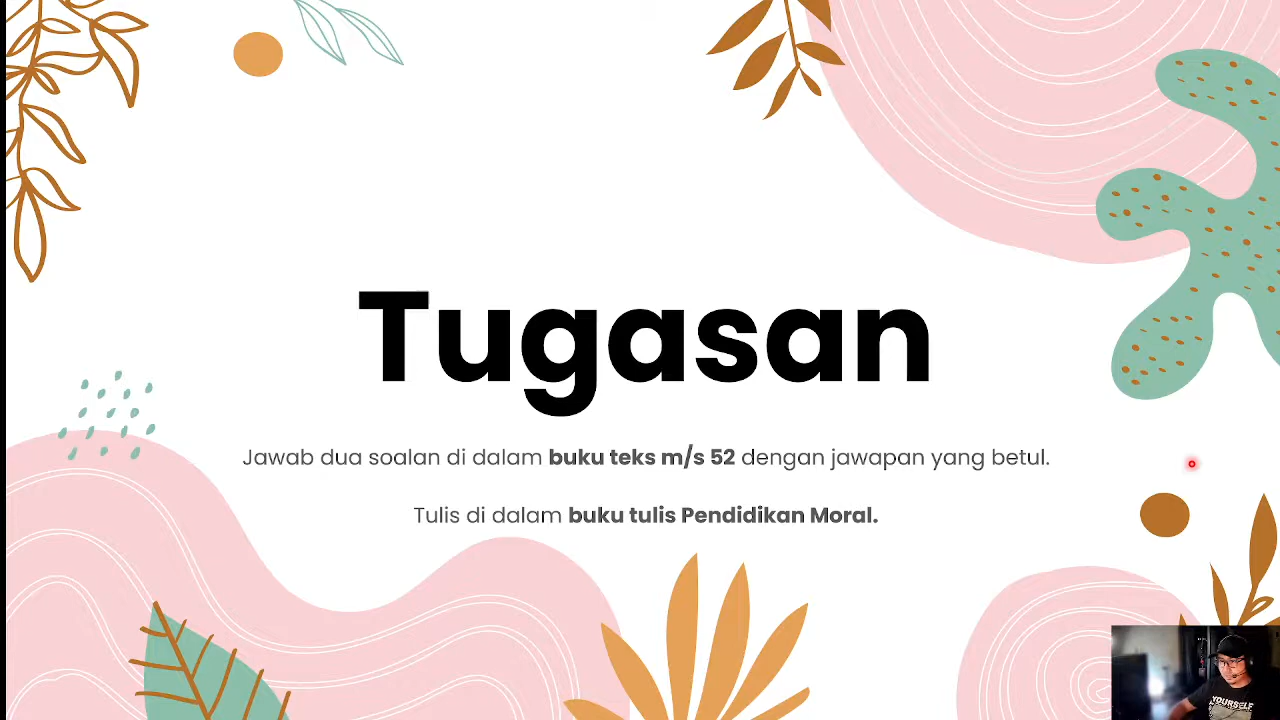 Tugasan
Jawab dua soalan di dalam buku teks m/s 52 dengan jawapan yang betul.
Tulis di dalam buku tulis Pendidikan Moral.
YOURSELF